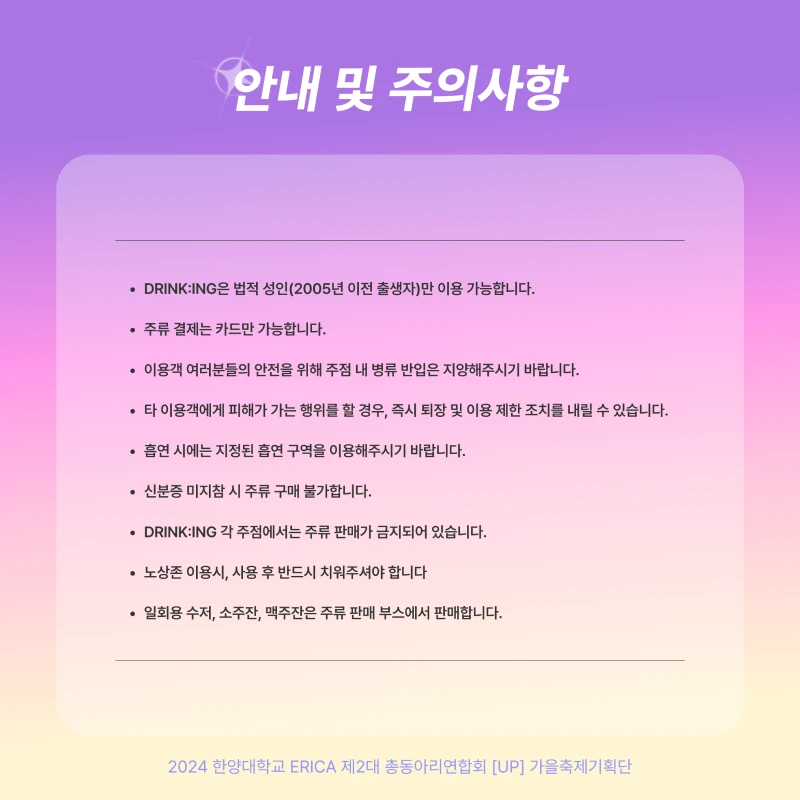 안내 및 주의사항
• DRINK:ING은 법적 성인(2005년 이전 출생자)만 이용 가능합니다.
• 주류 결제는 카드만 가능합니다.
• 이용객 여러분들의 안전을 위해 주점 내 병류 반입은 지양해주시기 바랍니다.
• 타 이용객에게 피해가 가는 행위를 할 경우, 즉시 퇴장 및 이용 제한 조치를 내릴 수 있습니다.
• 흡연 시에는 지정된 흡연 구역을 이용해주시기 바랍니다.
• 신분증 미지참 시 주류 구매 불가합니다.
• DRINK:ING 각 주점에서는 주류 판매가 금지되어 있습니다.
• 노상존 이용시, 사용 후 반드시 치워주셔야 합니다
• 일회용 수저, 소주잔, 맥주잔은 주류 판매 부스에서 판매합니다.
2024 한양대학교 ERICA 제2대 총동아리연합회 [UP] 가을축제기획단